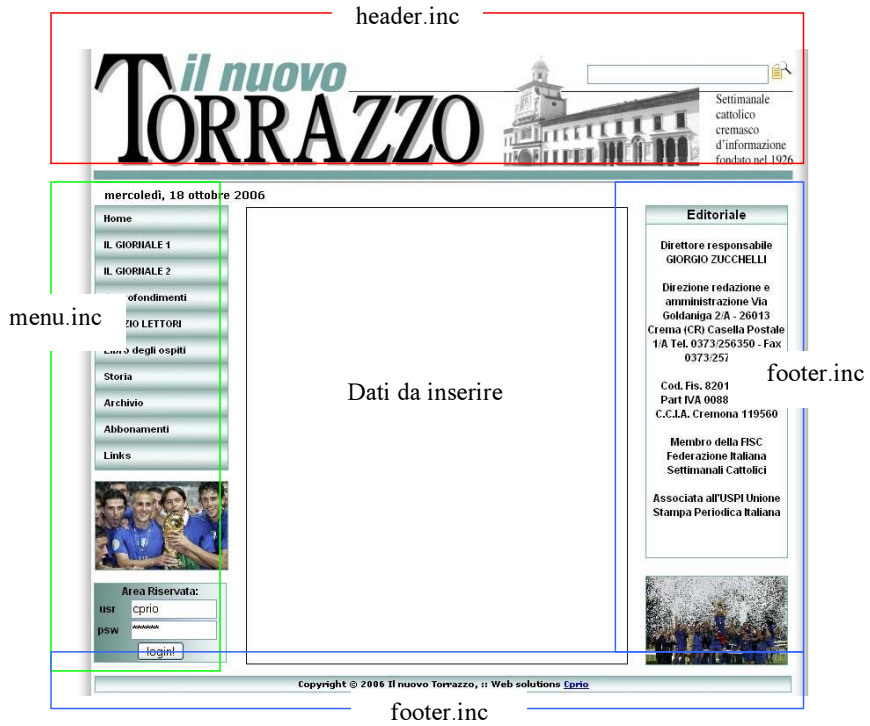 header.inc
il nuovo
TORRAZZO
Settimanale
cattolico
cremasco
d'informazione
fondato nel 1926
mercoledì, 18 ottobre 2006
Home
IL GIORNALE 1
IL GIORNALE 2
ofondimenti
ZIO LETTORI
Libro degli ospiti
Storia
Archivio
Abbonamenti
Links
menu.inc
Area Riservata:
usr cprio
psw ******
login!
Dati da inserire
Editoriale
Direttore responsabile
GIORGIO ZUCCHELLI
Direzione redazione e
amministrazione Via
Goldaniga 2/A - 26013
Crema (CR) Casella Postale
1/A Tel. 0373/256350 - Fax
0373/257
Cod. Fis. 8201
Part IVA 0088
C.C.I.A. Cremona 119560
Membro della FISC
Federazione Italiana
Settimanali Cattolici
Associata all'USPI Unione
Stampa Periodica Italiana
footer.inc
Copyright © 2006 Il nuovo Torrazzo, :: Web solutions Cprio
footer.inc